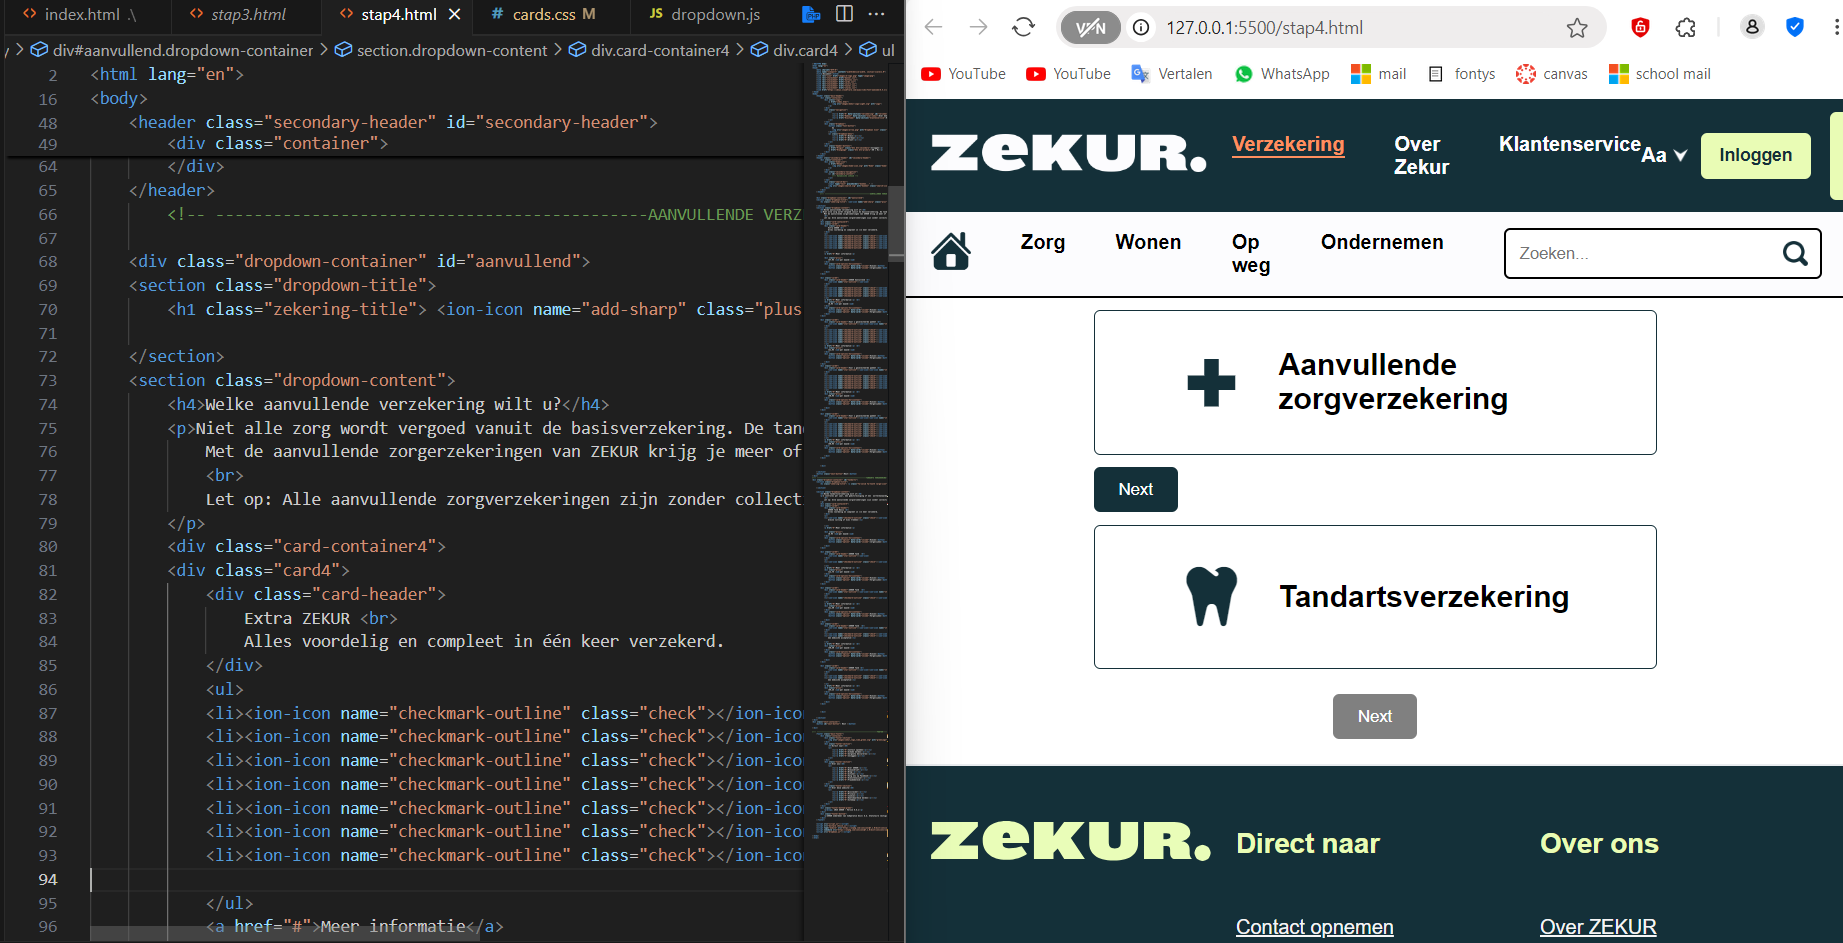 index.html .\ stap3.html stap4.html # cards.css M JS dropdown.js
div#aanvullend.dropdown-container section.dropdown-content div.card-container4 div.card4 ul
2 <html lang="en">
16 <body>
48 <header class="secondary-header" id="secondary-header">
49 <div class="container">
64 </div>
65 </header>
66 <!-- ---------------------------------------------AANVULLENDE VERZ
67
68 <div class="dropdown-container" id="aanvullend">
69 <section class="dropdown-title">
70 <h1 class="zekering-title"> <ion-icon name="add-sharp" class="plus
71
72 </section>
73 <section class="dropdown-content">
74 <h4>Welke aanvullende verzekering wilt u?</h4>
75 <p>Niet alle zorg wordt vergoed vanuit de basisverzekering. De tand
76 Met de aanvullende zorgerzekeringen van ZEKUR krijg je meer of
77 <br>
78 Let op: Alle aanvullende zorgverzekeringen zijn zonder collecti
79 </p>
80 <div class="card-container4">
81 <div class="card4">
82 <div class="card-header">
83 Extra ZEKUR <br>
84 Alles voordelig en compleet in één keer verzekerd.
85 </div>
86 <ul>
87 <li><ion-icon name="checkmark-outline" class="check"></ion-icon
88 <li><ion-icon name="checkmark-outline" class="check"></ion-icon
89 <li><ion-icon name="checkmark-outline" class="check"></ion-icon
90 <li><ion-icon name="checkmark-outline" class="check"></ion-icon
91 <li><ion-icon name="checkmark-outline" class="check"></ion-icon
92 <li><ion-icon name="checkmark-outline" class="check"></ion-icon
93 <li><ion-icon name="checkmark-outline" class="check"></ion-icon
94
95 </ul>
96 <a href="#">Meer informatie</a>
VPN 127.0.0.1:5500/stap4.html
YouTube YouTube Vertalen WhatsApp mail fontys canvas school mail
ZEKUR. Verzekering Over Zekur Klantenservice Aa Inloggen
Zorg Wonen Op weg Ondernemen Zoeken...
Aanvullende
zorgverzekering
Next
Tandartsverzekering
Next
ZEKUR. Direct naar Over ons
Contact opnemen Over ZEKUR